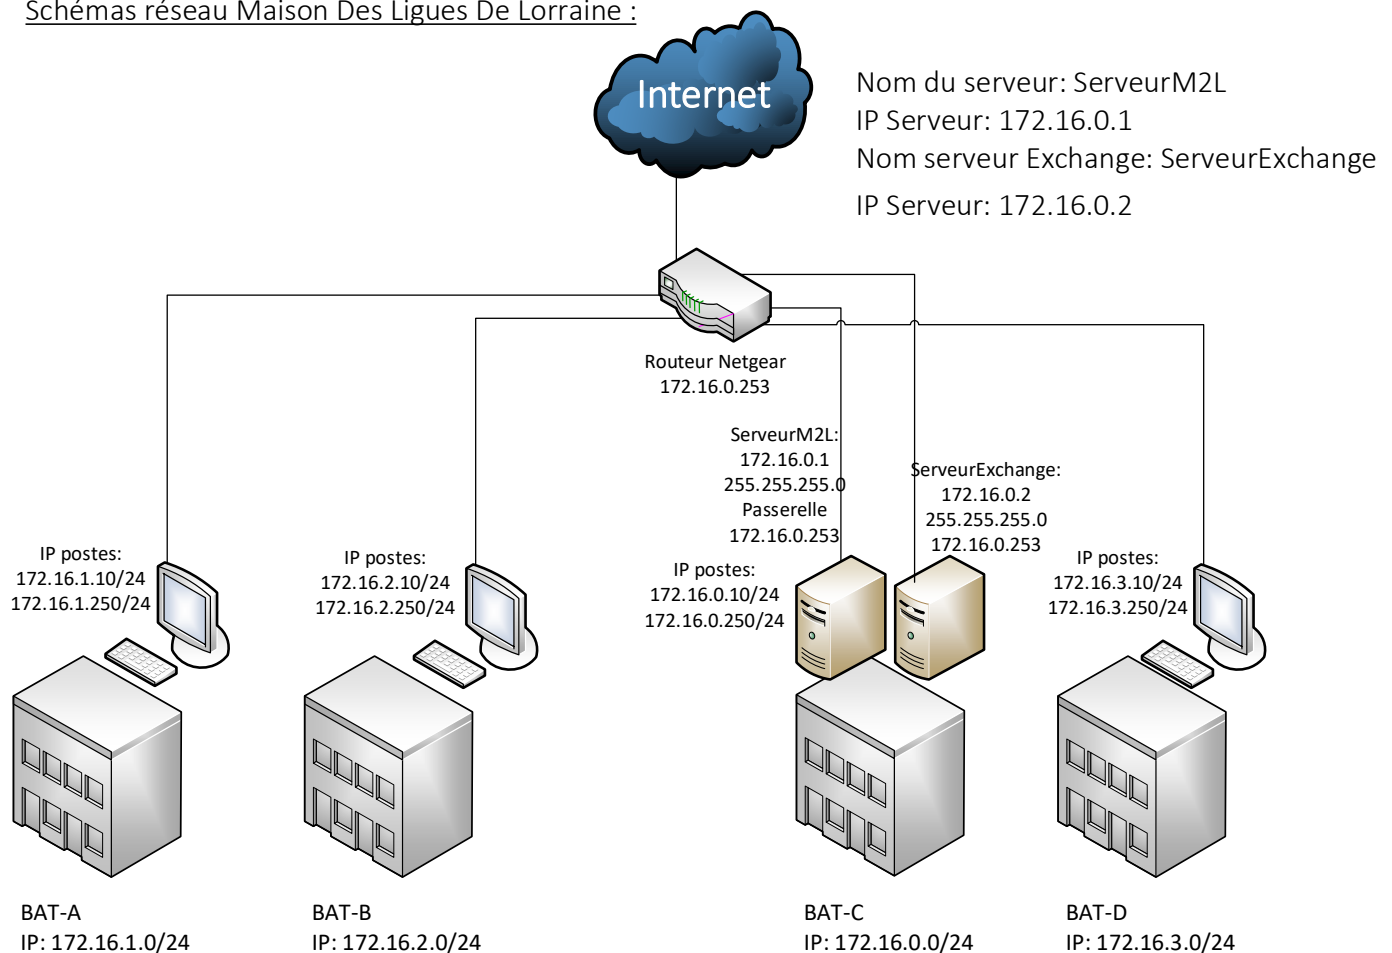 Schémas réseau Maison Des Ligues De Lorraine :
Internet
Nom du serveur: ServeurM2L
IP Serveur: 172.16.0.1
Nom serveur Exchange: ServeurExchange
IP Serveur: 172.16.0.2
Routeur Netgear
172.16.0.253
ServeurM2L:
172.16.0.1
255.255.255.0
Passerelle
172.16.0.253
ServeurExchange:
172.16.0.2
255.255.255.0
172.16.0.253
IP postes:
172.16.1.10/24
172.16.1.250/24
IP postes:
172.16.2.10/24
172.16.2.250/24
IP postes:
172.16.0.10/24
172.16.0.250/24
IP postes:
172.16.3.10/24
172.16.3.250/24
BAT-A
IP: 172.16.1.0/24
BAT-B
IP: 172.16.2.0/24
BAT-C
IP: 172.16.0.0/24
BAT-D
IP: 172.16.3.0/24